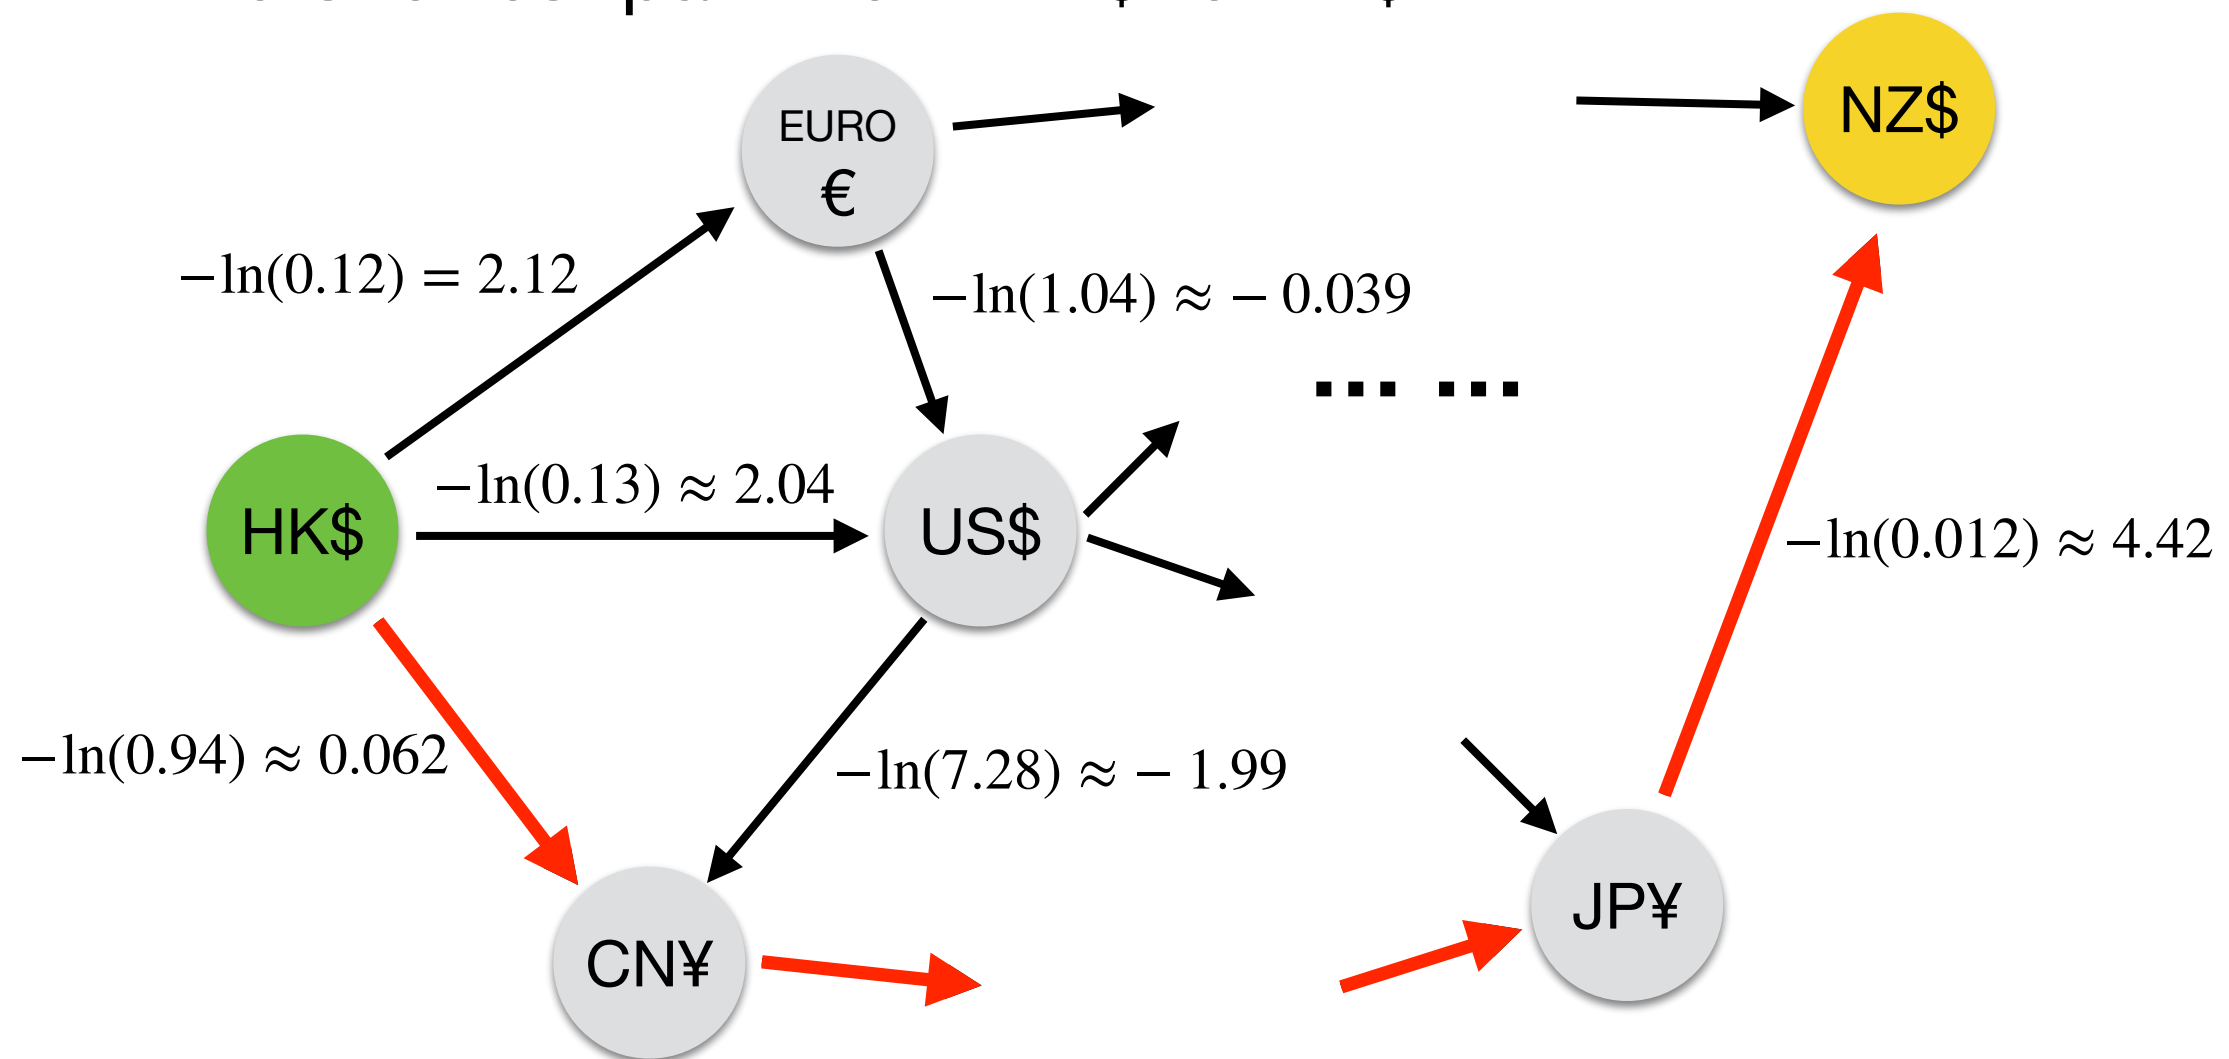 EURO
€
NZ$
−ln(0.12) = 2.12
−ln(1.04) ≈ − 0.039
... ...
−ln(0.13) ≈ 2.04
HK$
US$
−ln(0.012) ≈ 4.42
−ln(0.94) ≈ 0.062
−ln(7.28) ≈ − 1.99
JP¥
CN¥